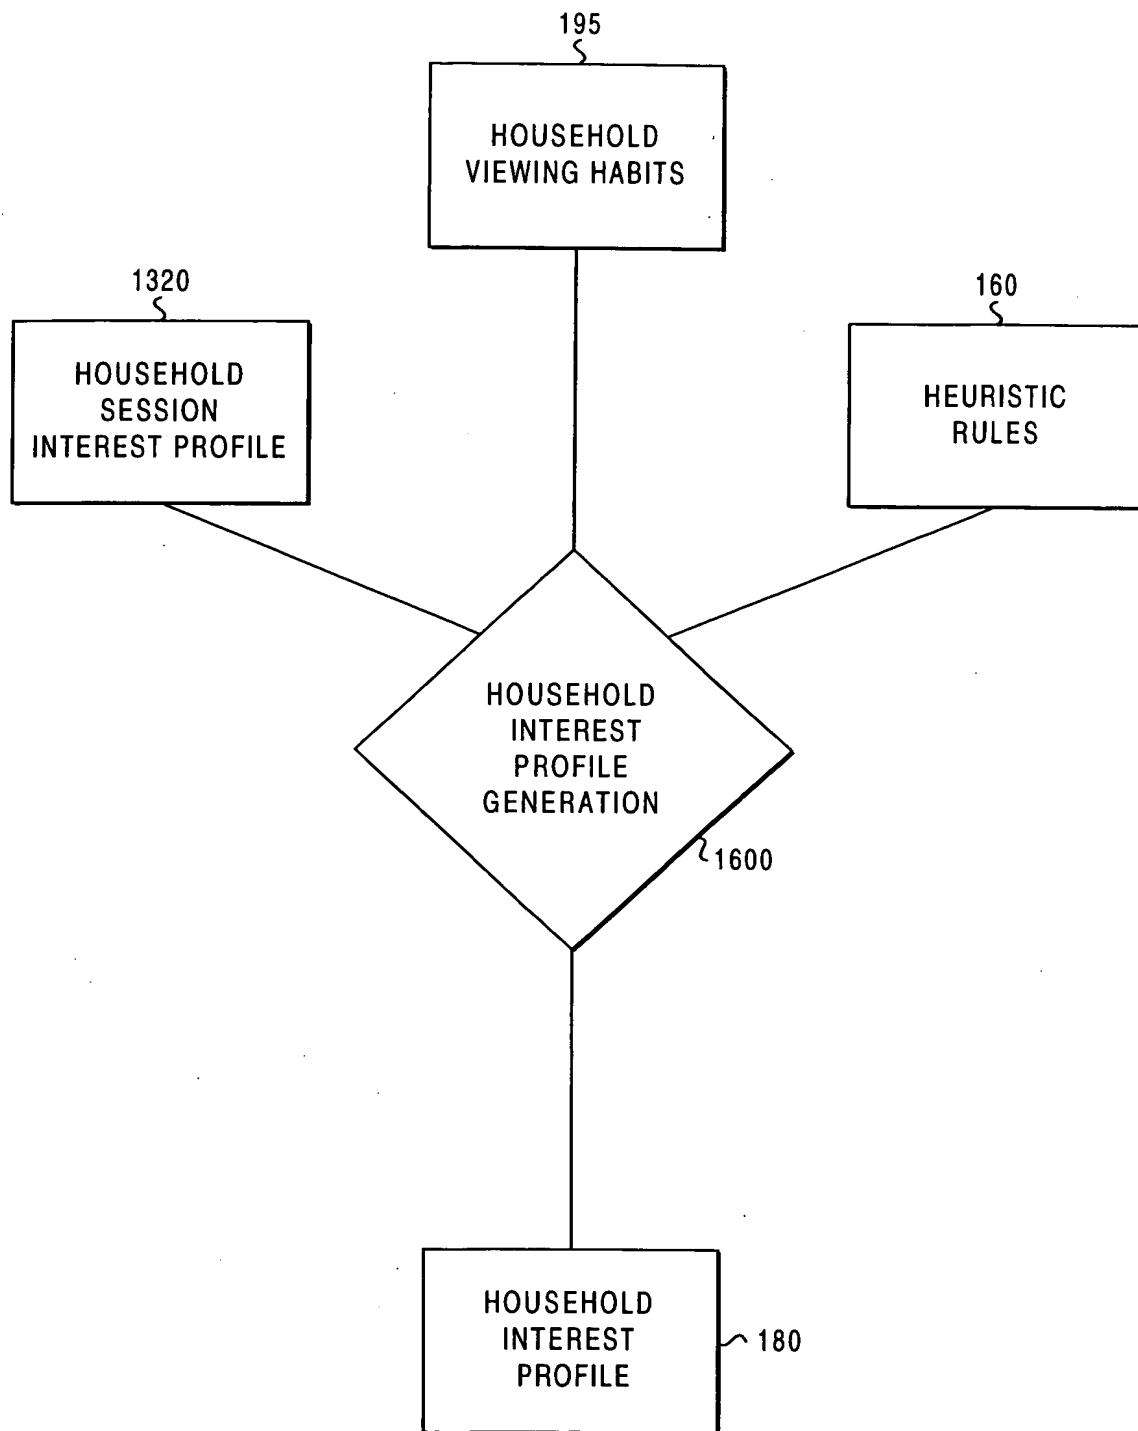 195
HOUSEHOLD
VIEWING HABITS
1320
HOUSEHOLD
SESSION
INTEREST PROFILE
160
HEURISTIC
RULES
HOUSEHOLD
INTEREST
PROFILE
GENERATION
1600
HOUSEHOLD
INTEREST
PROFILE
180